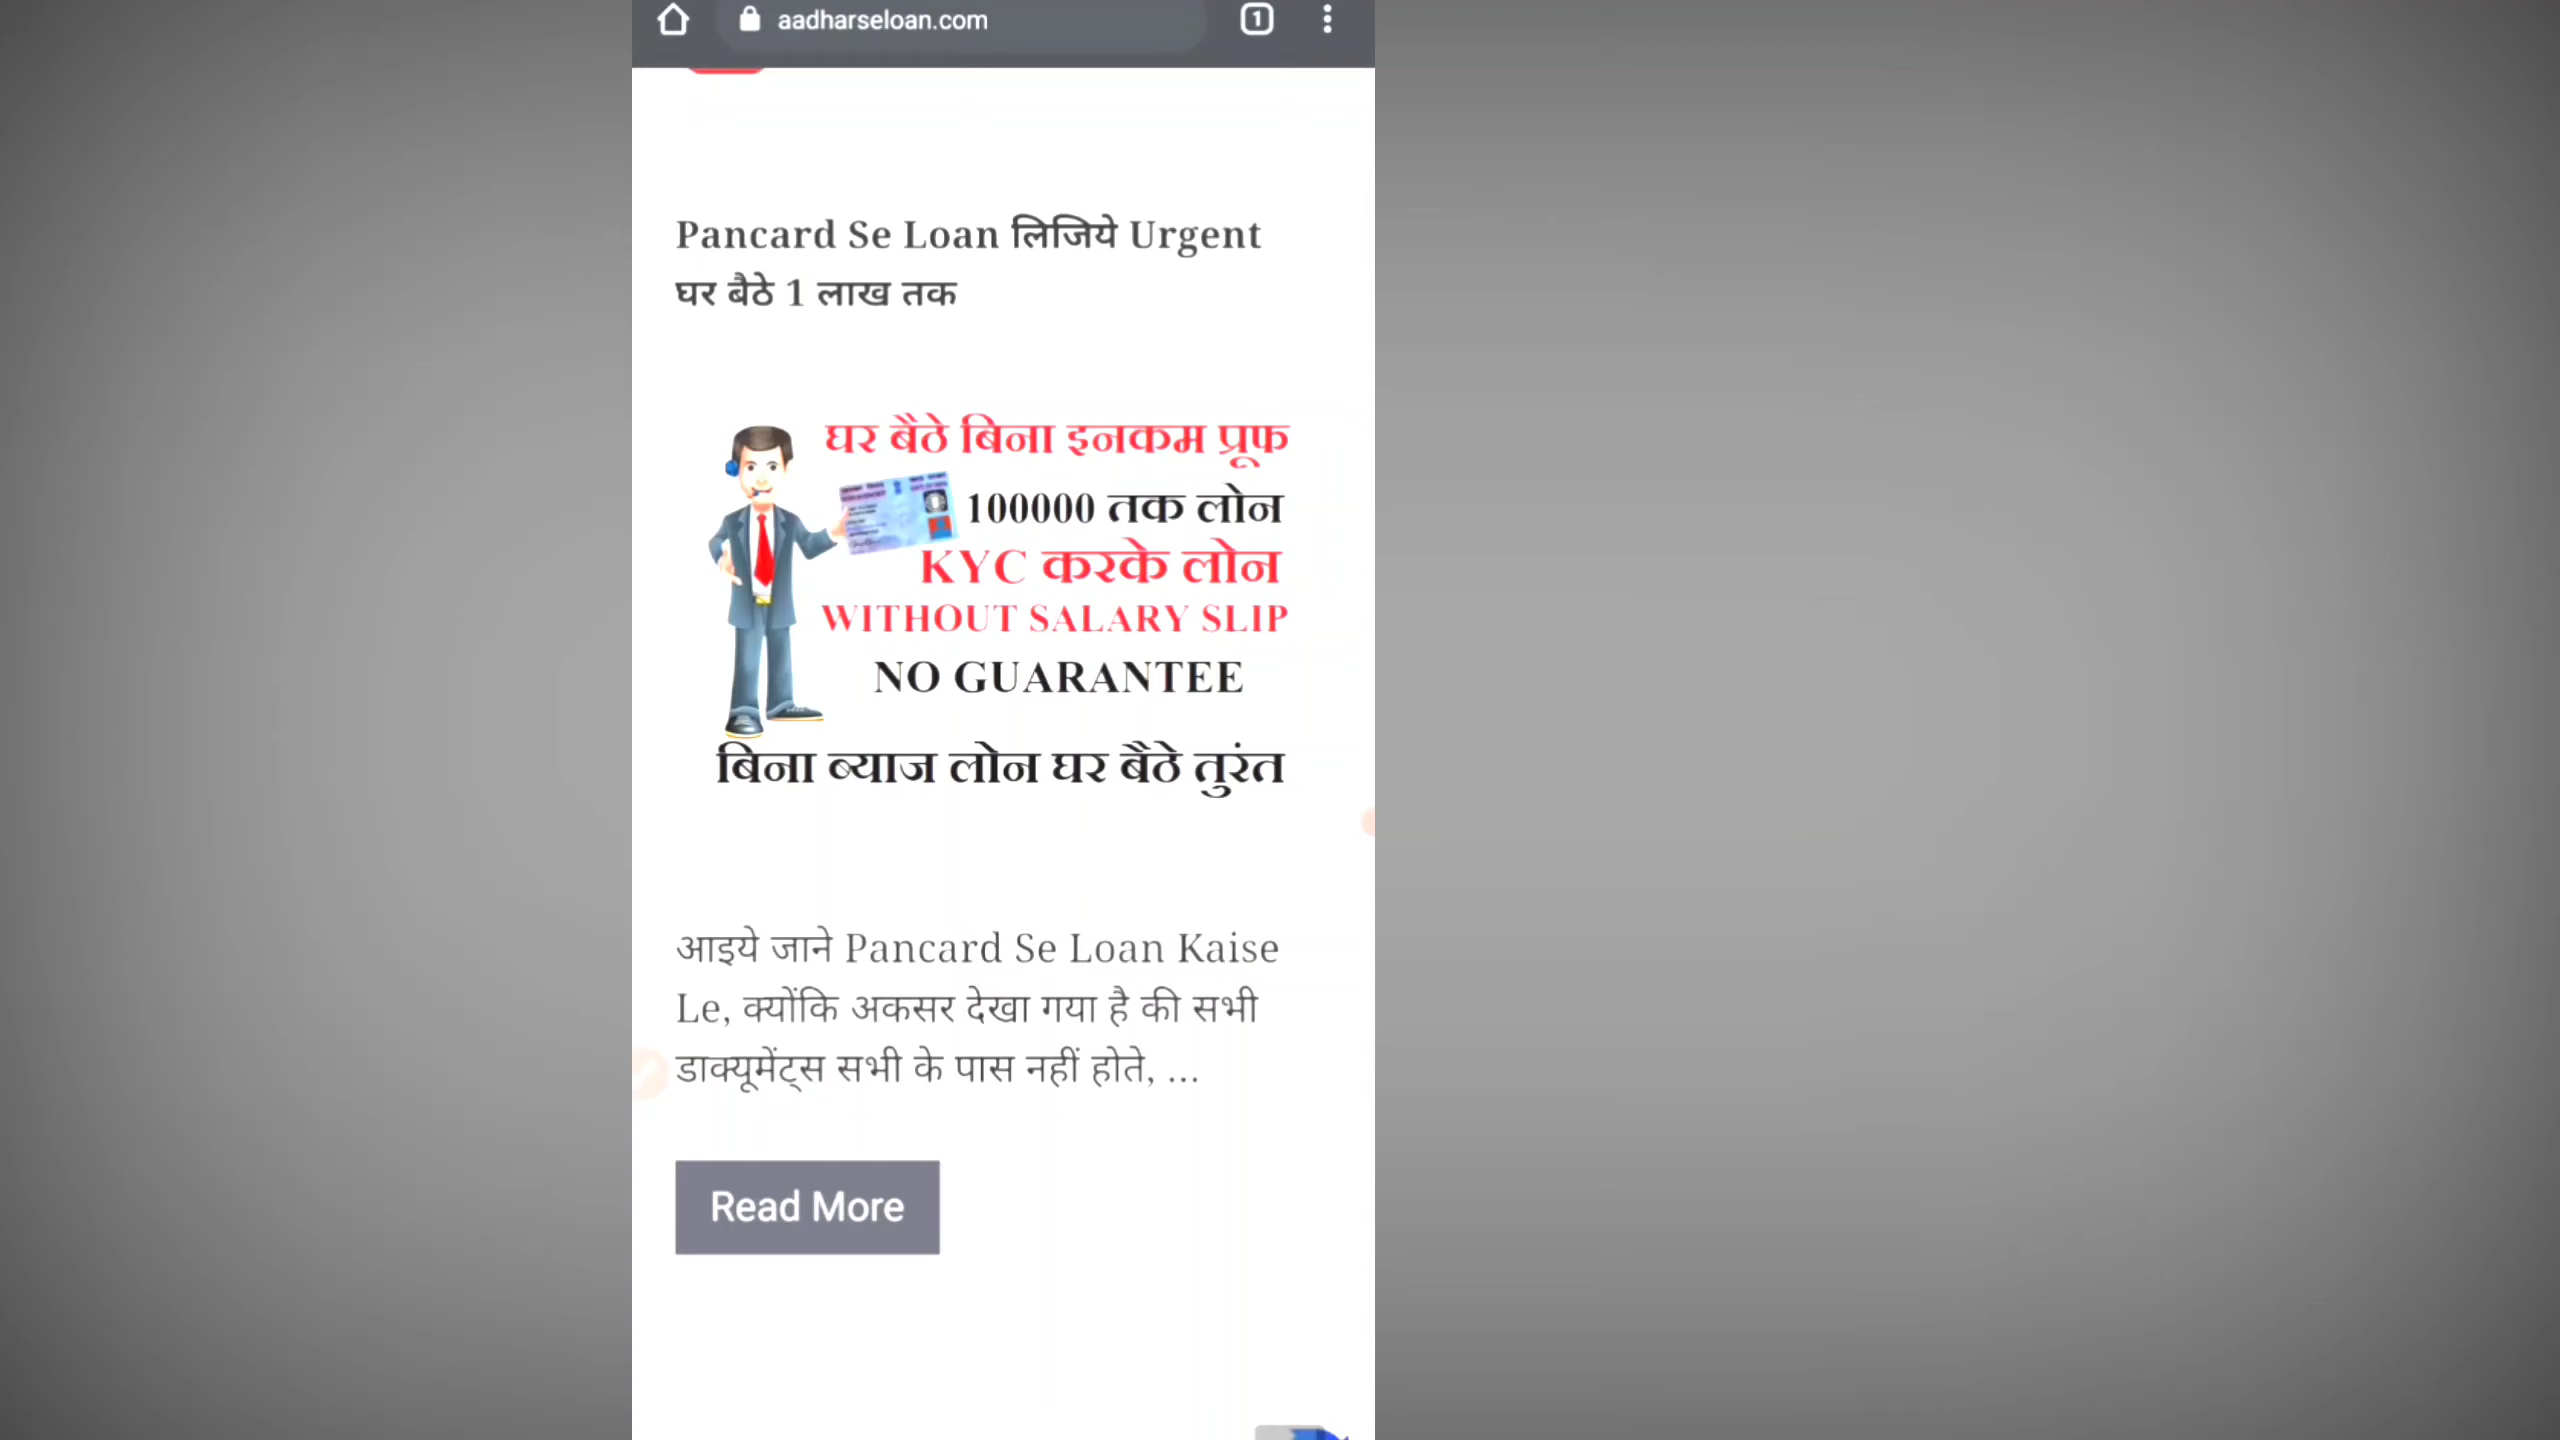 aadharseloan.com
1
Pancard Se Loan लिजिये Urgent
घर बैठे 1 लाख तक
घर बैठे बिना इनकम प्रूफ
100000 तक लोन
KYC करके लोन
WITHOUT SALARY SLIP
NO GUARANTEE
बिना ब्याज लोन घर बैठे तुरंत
आइये जाने Pancard Se Loan Kaise
Le, क्योंकि अकसर देखा गया है की सभी
डाक्यूमेंट्स सभी के पास नहीं होते, ...
Read More